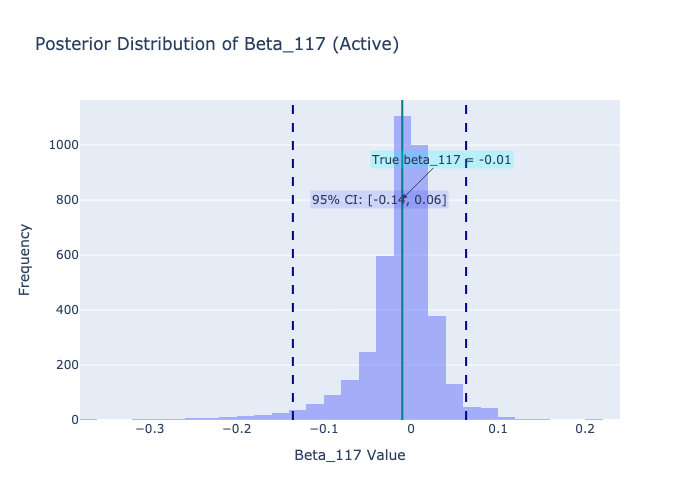 Posterior Distribution of Beta_117 (Active)
1000
800
600
400
200
0
Frequency
True beta_117 = -0.01
95% CI: [-0.14, 0.06]
−0.3
−0.2
−0.1
0
0.1
0.2
Beta_117 Value